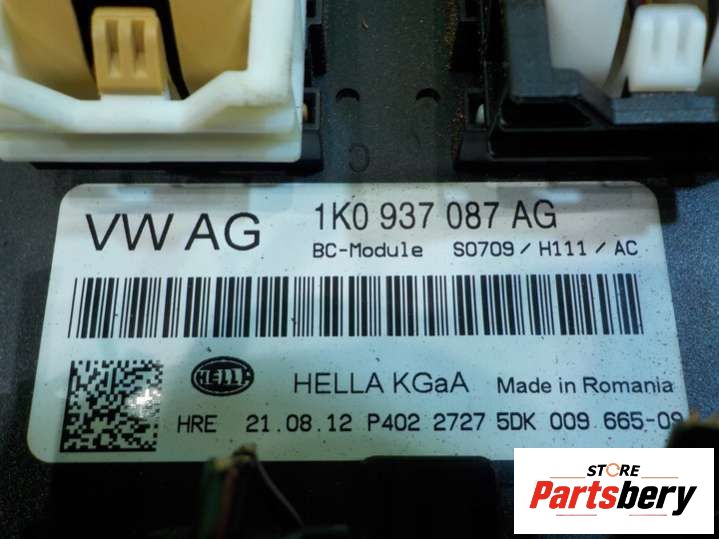 VW AG 1K0 937 087 AG
BC-Module S0709/H111/AC
HELLA HELLA KGaA Made in Romania
HRE 21.08.12 P402 2727 5DK 009 665-09
STORE
Partsbery